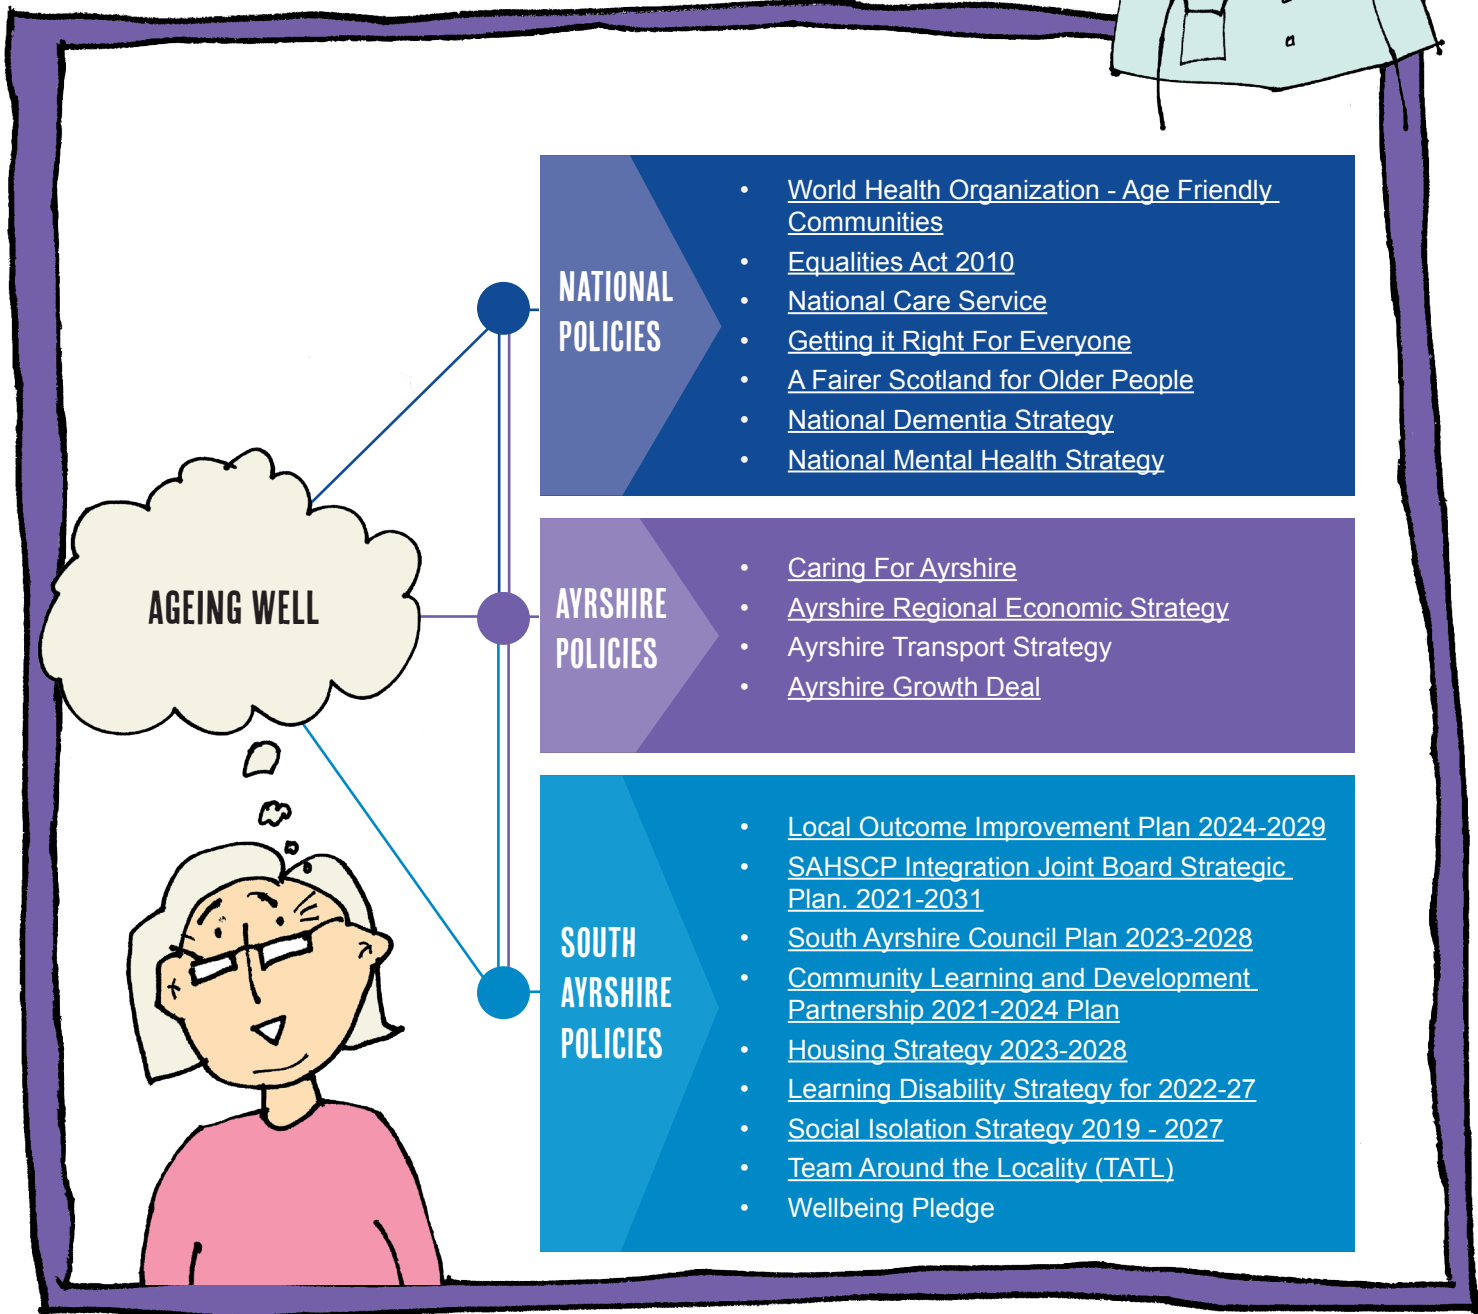 NATIONAL
POLICIES
• World Health Organization - Age Friendly
Communities
• Equalities Act 2010
• National Care Service
• Getting it Right For Everyone
• A Fairer Scotland for Older People
• National Dementia Strategy
• National Mental Health Strategy
AGEING WELL
AYRSHIRE
POLICIES
• Caring For Ayrshire
• Ayrshire Regional Economic Strategy
• Ayrshire Transport Strategy
• Ayrshire Growth Deal
SOUTH
AYRSHIRE
POLICIES
• Local Outcome Improvement Plan 2024-2029
• SAHSCP Integration Joint Board Strategic
Plan. 2021-2031
• South Ayrshire Council Plan 2023-2028
• Community Learning and Development
Partnership 2021-2024 Plan
• Housing Strategy 2023-2028
• Learning Disability Strategy for 2022-27
• Social Isolation Strategy 2019 - 2027
• Team Around the Locality (TATL)
• Wellbeing Pledge